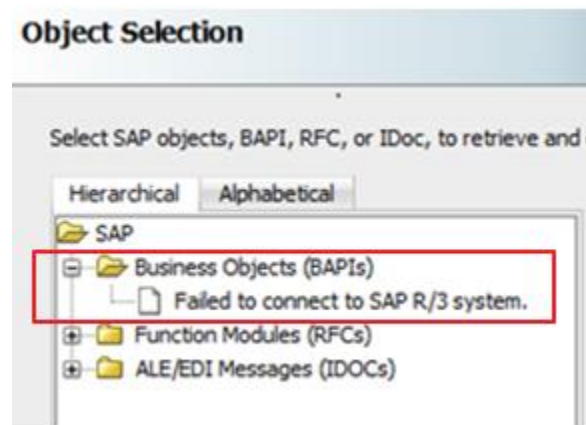 Object Selection
Select SAP objects, BAPI, RFC, or IDoc, to retrieve and
Hierarchical Alphabetical
SAP
Business Objects (BAPIs)
Failed to connect to SAP R/3 system.
Function Modules (RFCs)
ALE/EDI Messages (IDOCs)